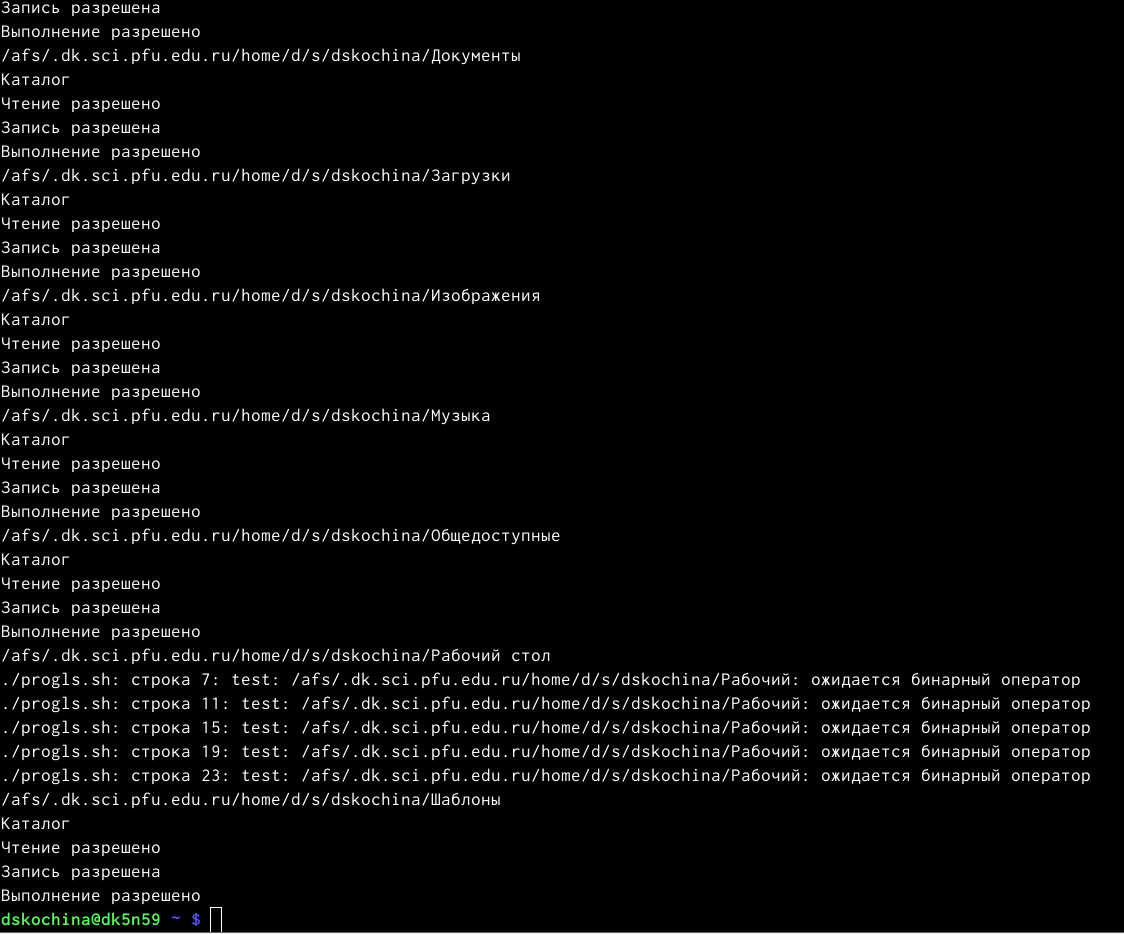 Запись разрешена
Выполнение разрешено
/afs/.dk.sci.pfu.edu.ru/home/d/s/dskochina/Документы
Каталог
Чтение разрешено
Запись разрешена
Выполнение разрешено
/afs/.dk.sci.pfu.edu.ru/home/d/s/dskochina/Загрузки
Каталог
Чтение разрешено
Запись разрешена
Выполнение разрешено
/afs/.dk.sci.pfu.edu.ru/home/d/s/dskochina/Изображения
Каталог
Чтение разрешено
Запись разрешена
Выполнение разрешено
/afs/.dk.sci.pfu.edu.ru/home/d/s/dskochina/Музыка
Каталог
Чтение разрешено
Запись разрешена
Выполнение разрешено
/afs/.dk.sci.pfu.edu.ru/home/d/s/dskochina/Общедоступные
Каталог
Чтение разрешено
Запись разрешена
Выполнение разрешено
/afs/.dk.sci.pfu.edu.ru/home/d/s/dskochina/Рабочий стол
./progls.sh: строка 7: test: /afs/.dk.sci.pfu.edu.ru/home/d/s/dskochina/Рабочий: ожидается бинарный оператор
./progls.sh: строка 11: test: /afs/.dk.sci.pfu.edu.ru/home/d/s/dskochina/Рабочий: ожидается бинарный оператор
./progls.sh: строка 15: test: /afs/.dk.sci.pfu.edu.ru/home/d/s/dskochina/Рабочий: ожидается бинарный оператор
./progls.sh: строка 19: test: /afs/.dk.sci.pfu.edu.ru/home/d/s/dskochina/Рабочий: ожидается бинарный оператор
./progls.sh: строка 23: test: /afs/.dk.sci.pfu.edu.ru/home/d/s/dskochina/Рабочий: ожидается бинарный оператор
/afs/.dk.sci.pfu.edu.ru/home/d/s/dskochina/Шаблоны
Каталог
Чтение разрешено
Запись разрешена
Выполнение разрешено
dskochina@dk5n59 ~ $